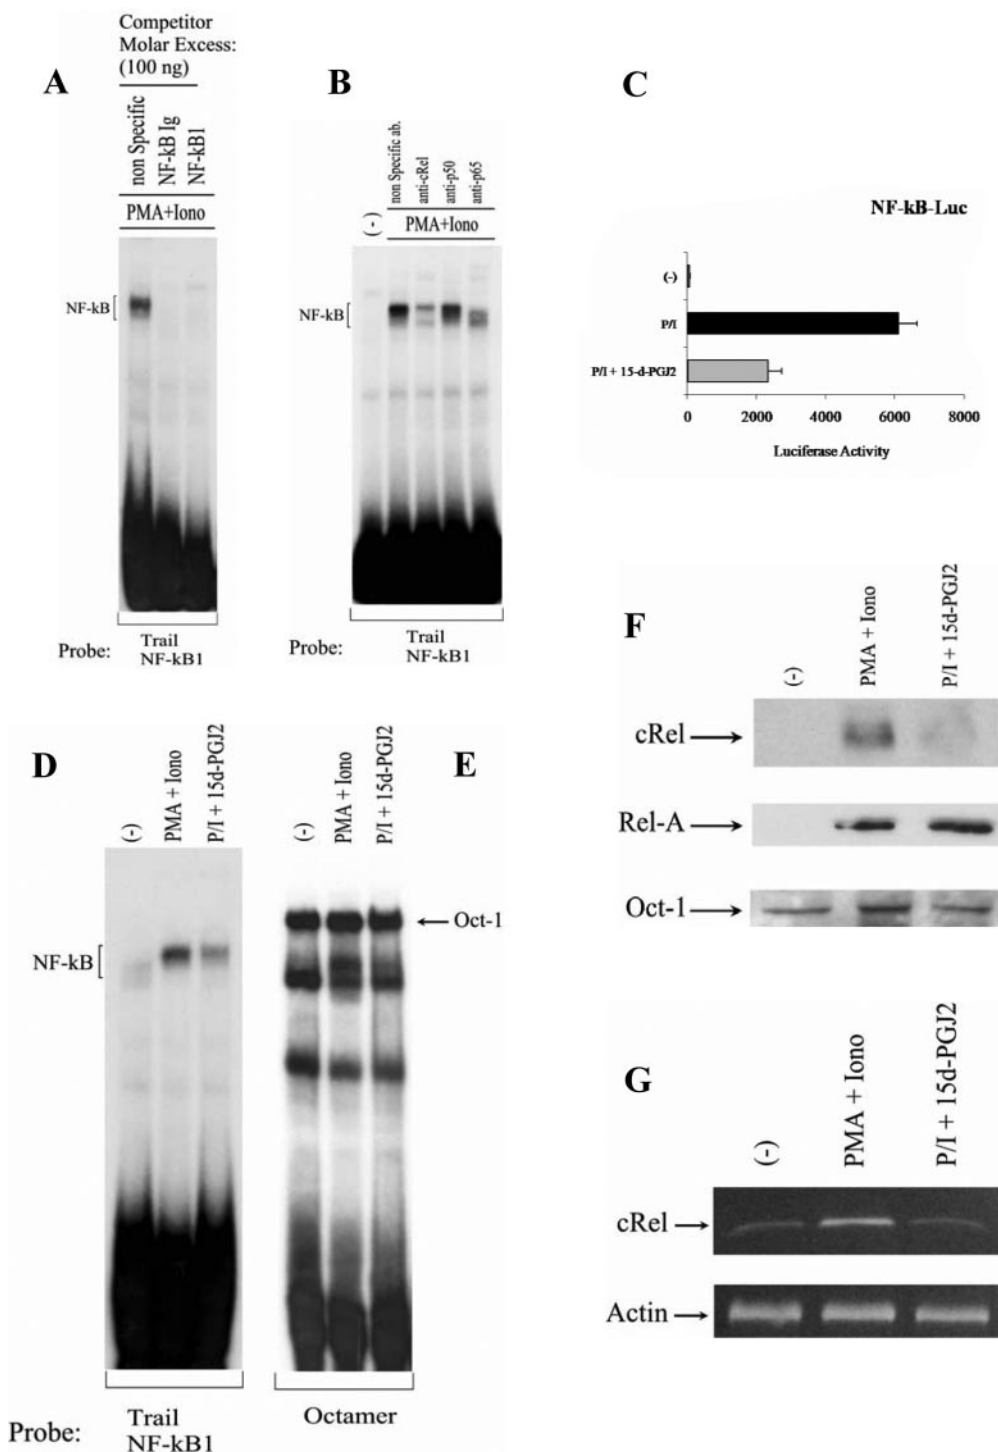 A
Competitor
Molar Excess:
(100 ng)
non Specific
NF-kB Ig
NF-kB1
PMA+Iono
NF-kB
Probe:
Trail
NF-kB1
B
(-)
non Specific ab.
anti-cRel
anti-p50
anti-p65
PMA+Iono
NF-kB
Probe:
Trail
NF-kB1
C
NF-kB-Luc
(-)
P/I
P/I + 15-d-PGJ2
0
2000
4000
6000
8000
Luciferase Activity
D
(-)
PMA + Iono
P/I + 15d-PGJ2
NF-kB
Probe:
Trail
NF-kB1
E
(-)
PMA + Iono
P/I + 15d-PGJ2
Oct-1
Octamer
F
(-)
PMA + Iono
P/I + 15d-PGJ2
cRel
Rel-A
Oct-1
G
(-)
PMA + Iono
P/I + 15d-PGJ2
cRel
Actin